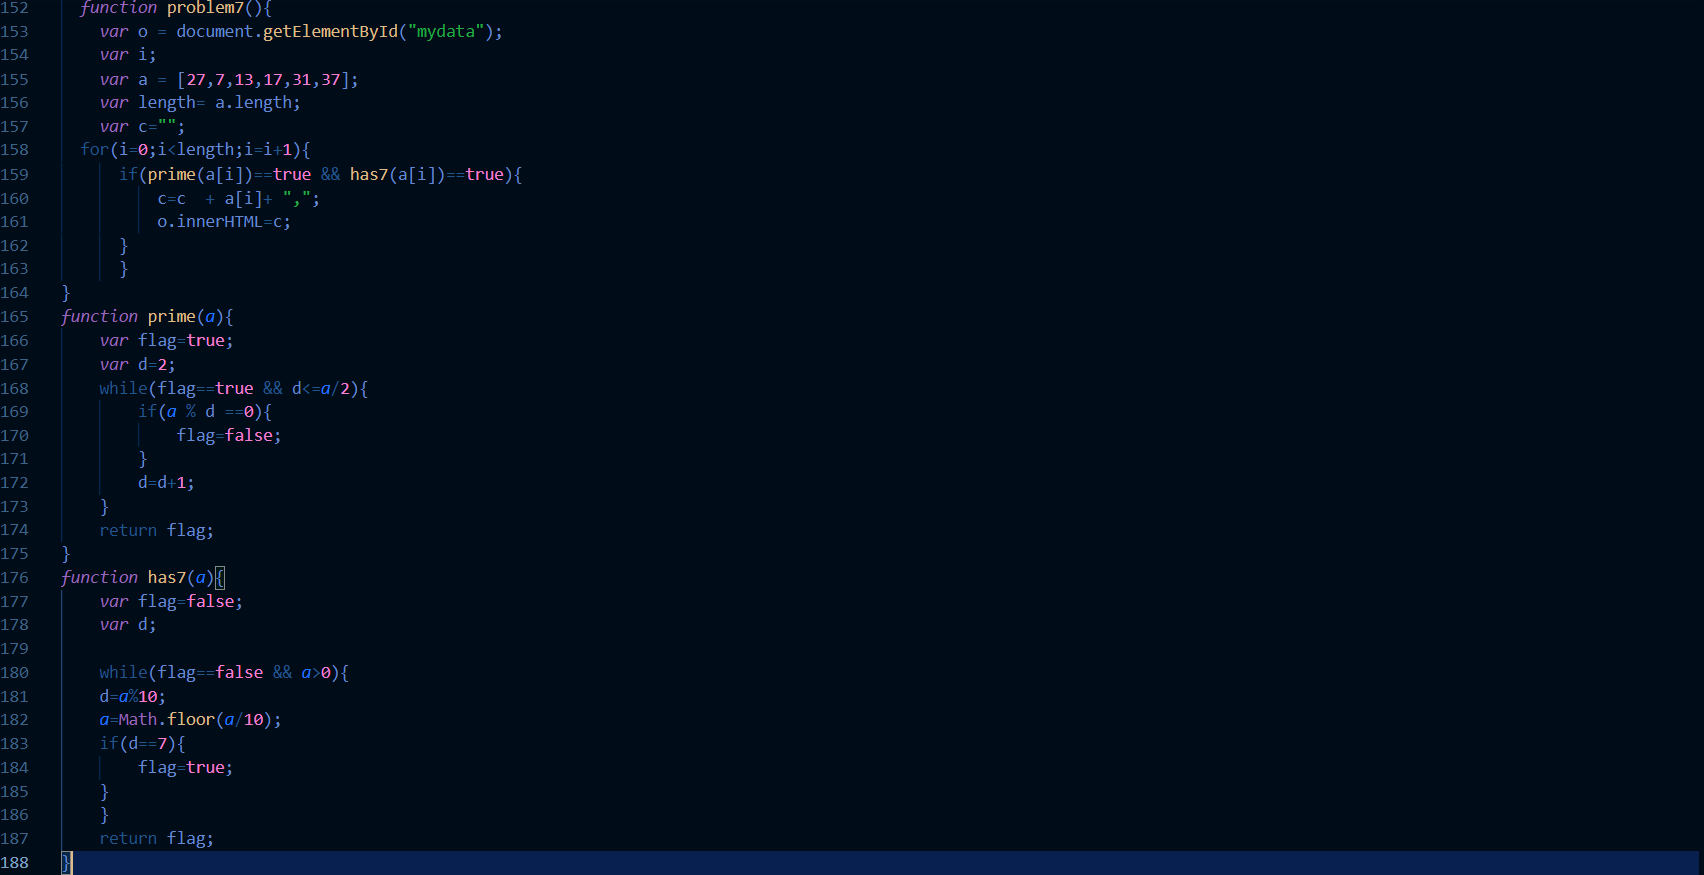 152 function problem7(){
153 var o = document.getElementById("mydata");
154 var i;
155 var a = [27,7,13,17,31,37];
156 var length= a.length;
157 var c="";
158 for(i=0;i<length;i=i+1){
159 if(prime(a[i])==true && has7(a[i])==true){
160 c=c  + a[i]+ ",";
161 o.innerHTML=c;
162 }
163 }
164 }
165 function prime(a){
166 var flag=true;
167 var d=2;
168 while(flag==true && d<=a/2){
169 if(a % d ==0){
170 flag=false;
171 }
172 d=d+1;
173 }
174 return flag;
175 }
176 function has7(a){
177 var flag=false;
178 var d;
179
180 while(flag==false && a>0){
181 d=a%10;
182 a=Math.floor(a/10);
183 if(d==7){
184 flag=true;
185 }
186 }
187 return flag;
188 }